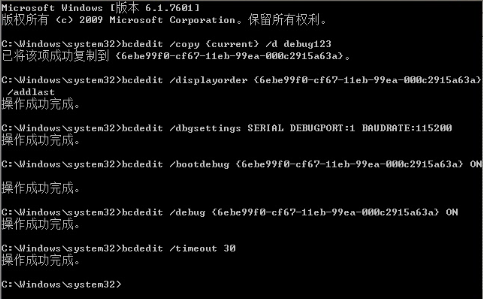 Microsoft Windows [版本 6.1.7601]
版权所有 (c) 2009 Microsoft Corporation。保留所有权利。
C:\Windows\system32>bcdedit /copy {current} /d debug123
已将该项成功复制到 {6ebe99f0-cf67-11eb-99ea-000c2915a63a}。
C:\Windows\system32>bcdedit /displayorder {6ebe99f0-cf67-11eb-99ea-000c2915a63a}
/addlast
操作成功完成。
C:\Windows\system32>bcdedit /dbgsettings SERIAL DEBUGPORT:1 BAUDRATE:115200
操作成功完成。
C:\Windows\system32>bcdedit /bootdebug {6ebe99f0-cf67-11eb-99ea-000c2915a63a} ON
操作成功完成。
C:\Windows\system32>bcdedit /debug {6ebe99f0-cf67-11eb-99ea-000c2915a63a} ON
操作成功完成。
C:\Windows\system32>bcdedit /timeout 30
操作成功完成。
C:\Windows\system32>